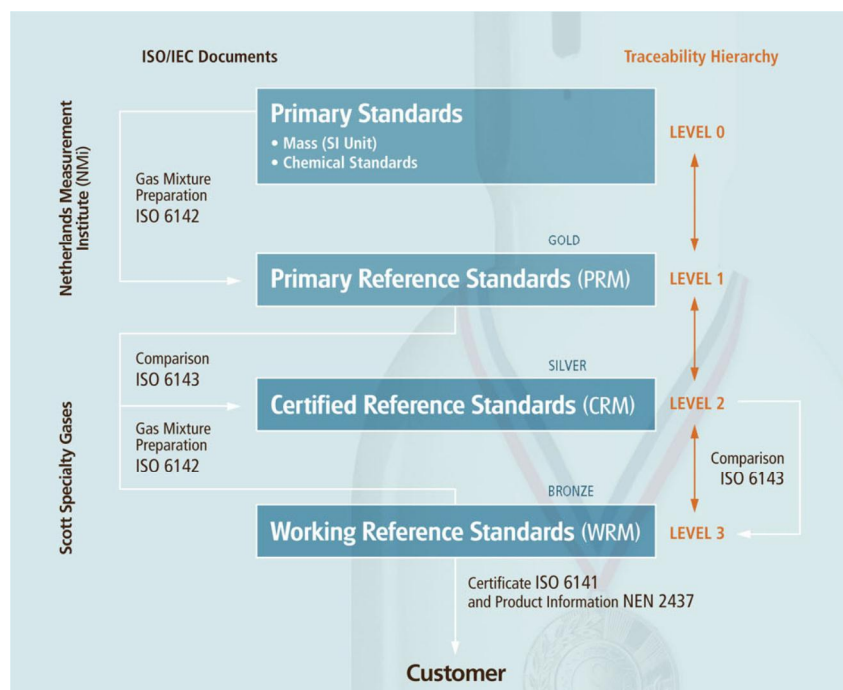 ISO/IEC Documents
Traceability Hierarchy
Netherlands Measurement
Institute (NMi)
Primary Standards
• Mass (SI Unit)
• Chemical Standards
LEVEL 0
Gas Mixture
Preparation
ISO 6142
GOLD
Primary Reference Standards (PRM)
LEVEL 1
Scott Specialty Gases
Comparison
ISO 6143
SILVER
Certified Reference Standards (CRM)
LEVEL 2
Gas Mixture
Preparation
ISO 6142
Comparison
ISO 6143
BRONZE
Working Reference Standards (WRM)
LEVEL 3
Certificate ISO 6141
and Product Information NEN 2437
Customer